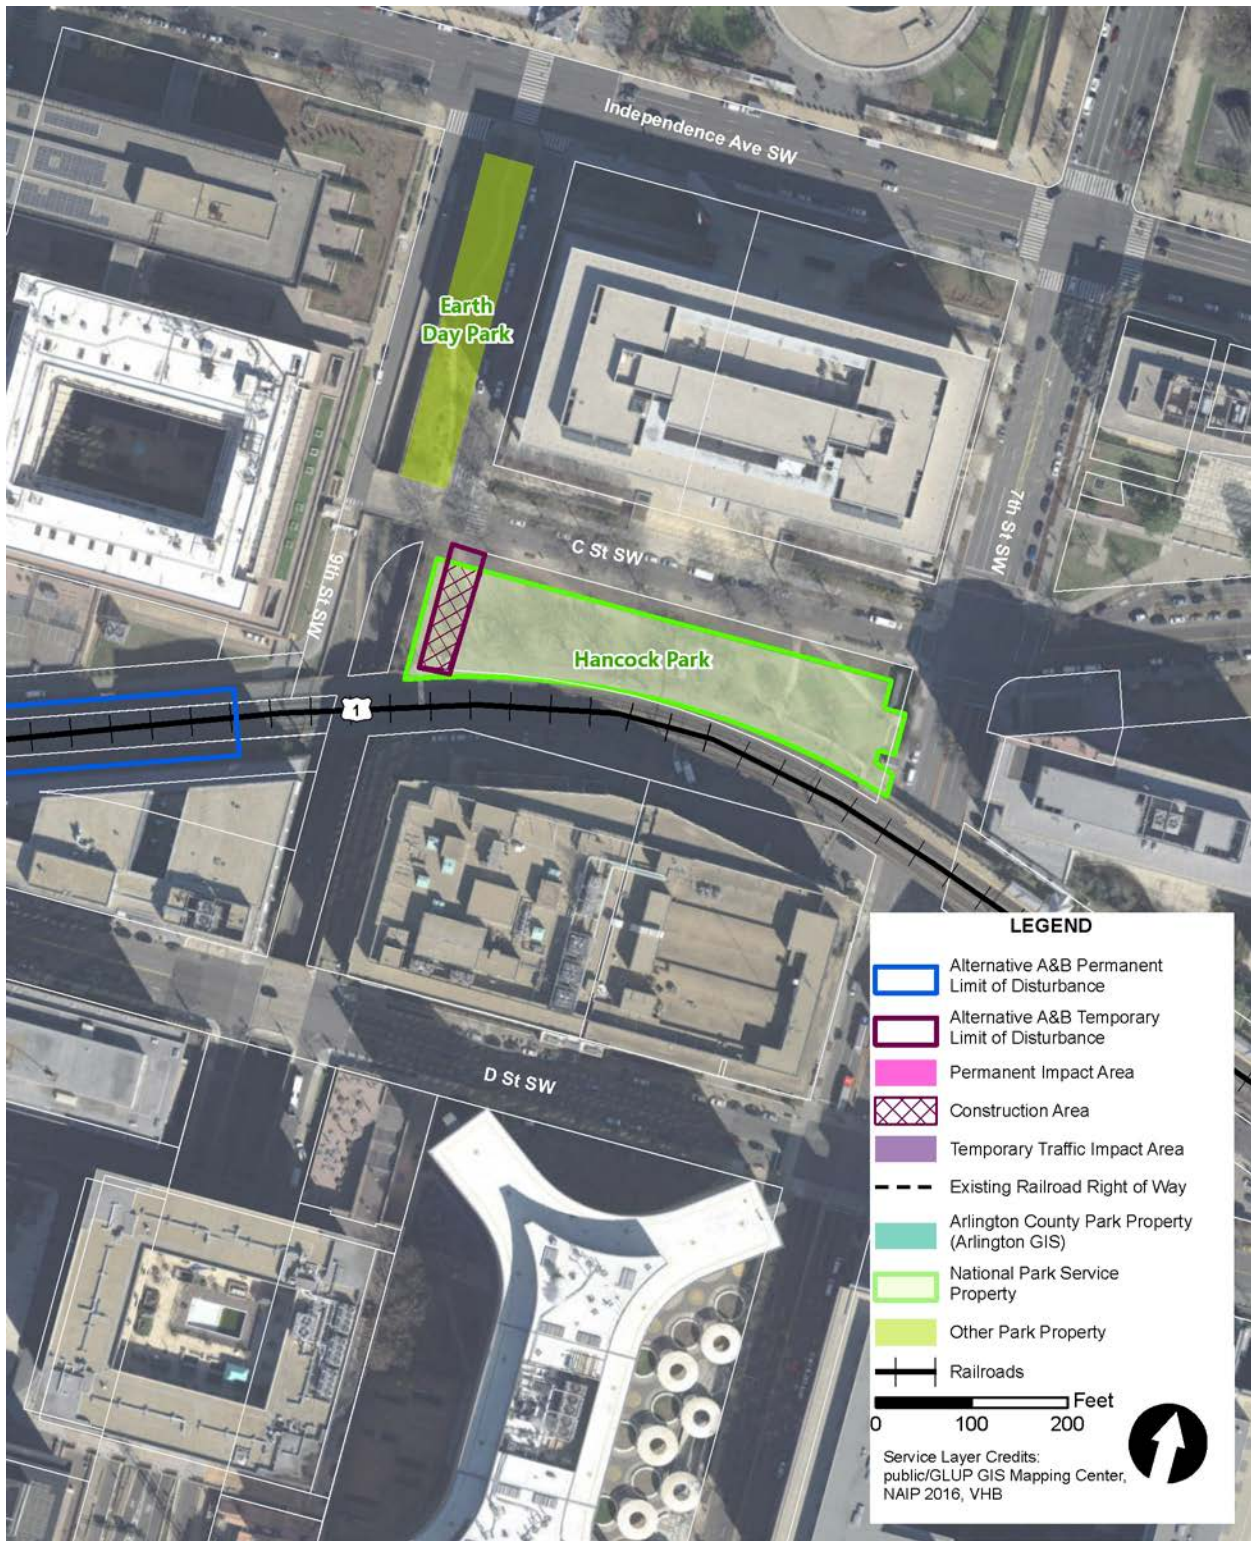 Independence Ave SW
Earth
Day Park
C St SW
7th St SW
9th St SW
Hancock Park
1
D St SW
LEGEND
Alternative A&B Permanent
Limit of Disturbance
Alternative A&B Temporary
Limit of Disturbance
Permanent Impact Area
Construction Area
Temporary Traffic Impact Area
Existing Railroad Right of Way
Arlington County Park Property
(Arlington GIS)
National Park Service
Property
Other Park Property
Railroads
Feet
0 100 200
Service Layer Credits:
public/GLUP GIS Mapping Center,
NAIP 2016, VHB